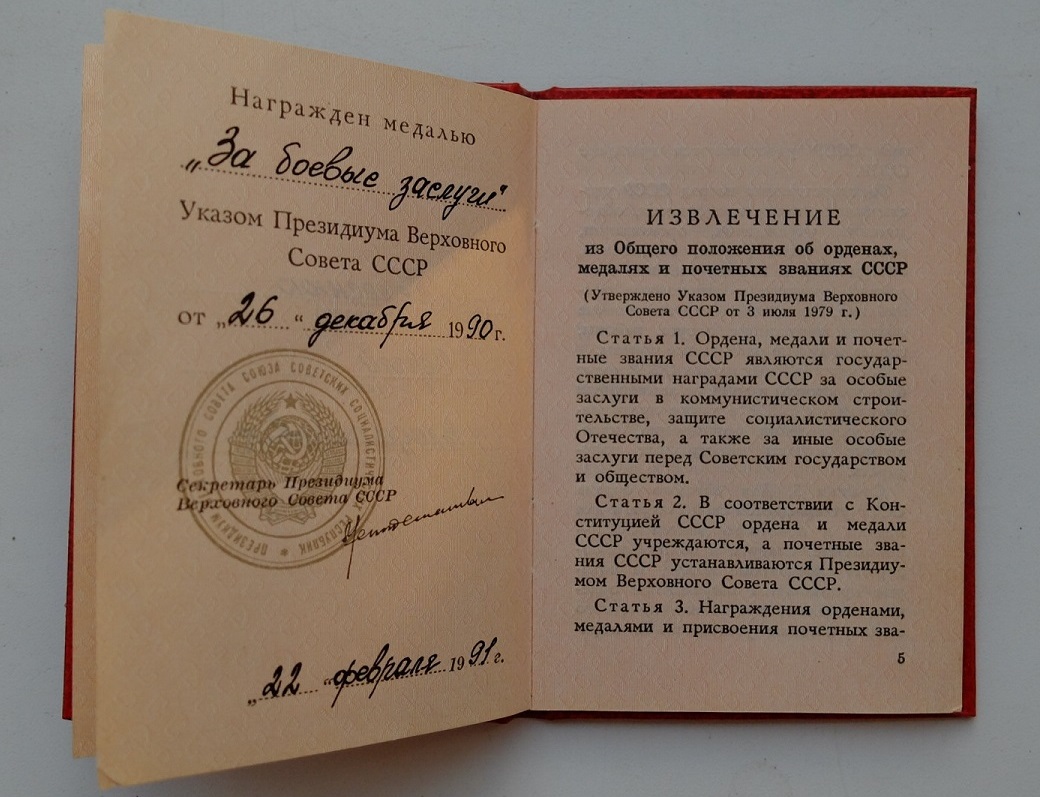 Награжден медалью
„За боевые заслуги“
Указом Президиума Верховного
Совета СССР
от „26“ декабря 1990 г.
Секретарь Президиума
Верховного Совета СССР
„22“ февраля 1991 г.
ИЗВЛЕЧЕНИЕ
из Общего положения об орденах,
медалях и почетных званиях СССР
(Утверждено Указом Президиума Верховного
Совета СССР от 3 июля 1979 г.)
Статья 1. Ордена, медали и почет-
ные звания СССР являются государ-
ственными наградами СССР за особые
заслуги в коммунистическом строи-
тельстве, защите социалистического
Отечества, а также за иные особые
заслуги перед Советским государством
и обществом.
Статья 2. В соответствии с Кон-
ституцией СССР ордена и медали
СССР учреждаются, а почетные зва-
ния СССР устанавливаются Президиу-
мом Верховного Совета СССР.
Статья 3. Награждения орденами,
медалями и присвоения почетных зва-
5